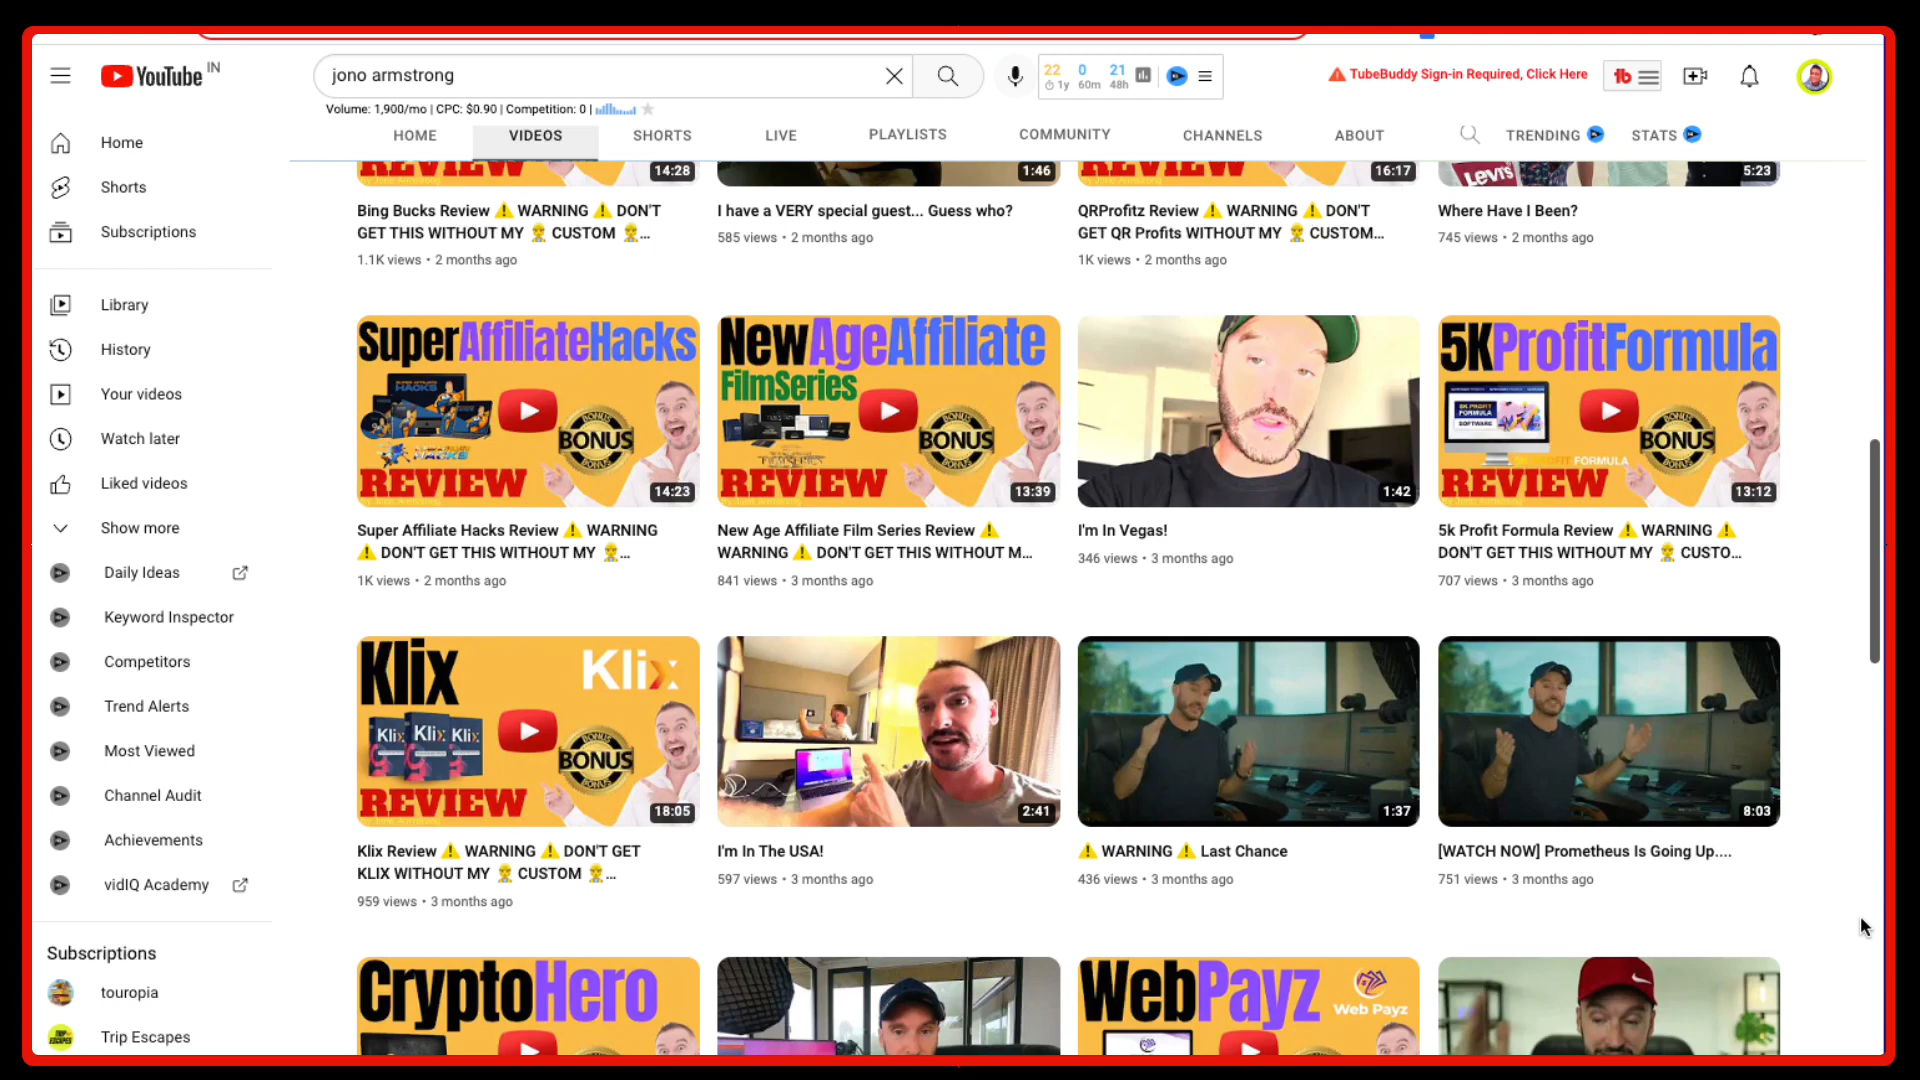 YouTube IN
jono armstrong
22 0 21
1y 60m 48h
TubeBuddy Sign-in Required, Click Here
tb
Volume: 1,900/mo | CPC: $0.90 | Competition: 0 |
HOME VIDEOS SHORTS LIVE PLAYLISTS COMMUNITY CHANNELS ABOUT TRENDING STATS
Home
Shorts
Subscriptions
Library
History
Your videos
Watch later
Liked videos
Show more
Daily Ideas
Keyword Inspector
Competitors
Trend Alerts
Most Viewed
Channel Audit
Achievements
vidIQ Academy
Subscriptions
touropia
Trip Escapes
REVIEW
14:28
Bing Bucks Review ⚠️ WARNING ⚠️ DON'T
GET THIS WITHOUT MY 👷 CUSTOM 👷...
1.1K views • 2 months ago
1:46
I have a VERY special guest... Guess who?
585 views • 2 months ago
REVIEW
16:17
QRProfitz Review ⚠️ WARNING ⚠️ DON'T
GET QR Profits WITHOUT MY 👷 CUSTOM...
1K views • 2 months ago
Levi's
5:23
Where Have I Been?
745 views • 2 months ago
SuperAffiliateHacks
HACKS
BONUS
REVIEW
14:23
Super Affiliate Hacks Review ⚠️ WARNING
⚠️ DON'T GET THIS WITHOUT MY 👷...
1K views • 2 months ago
NewAgeAffiliate
FilmSeries
BONUS
REVIEW
13:39
New Age Affiliate Film Series Review ⚠️
WARNING ⚠️ DON'T GET THIS WITHOUT M...
841 views • 3 months ago
1:42
I'm In Vegas!
346 views • 3 months ago
5KProfitFormula
5K PROFIT
FORMULA
SOFTWARE
BONUS
FORMULA
REVIEW
13:12
5k Profit Formula Review ⚠️ WARNING ⚠️
DON'T GET THIS WITHOUT MY 👷 CUSTO...
707 views • 3 months ago
Klix
Klix
Klix Klix Klix
BONUS
REVIEW
18:05
Klix Review ⚠️ WARNING ⚠️ DON'T GET
KLIX WITHOUT MY 👷 CUSTOM 👷...
959 views • 3 months ago
2:41
I'm In The USA!
597 views • 3 months ago
1:37
⚠️ WARNING ⚠️ Last Chance
436 views • 3 months ago
8:03
[WATCH NOW] Prometheus Is Going Up....
751 views • 3 months ago
CryptoHero
WebPayz
Web Payz